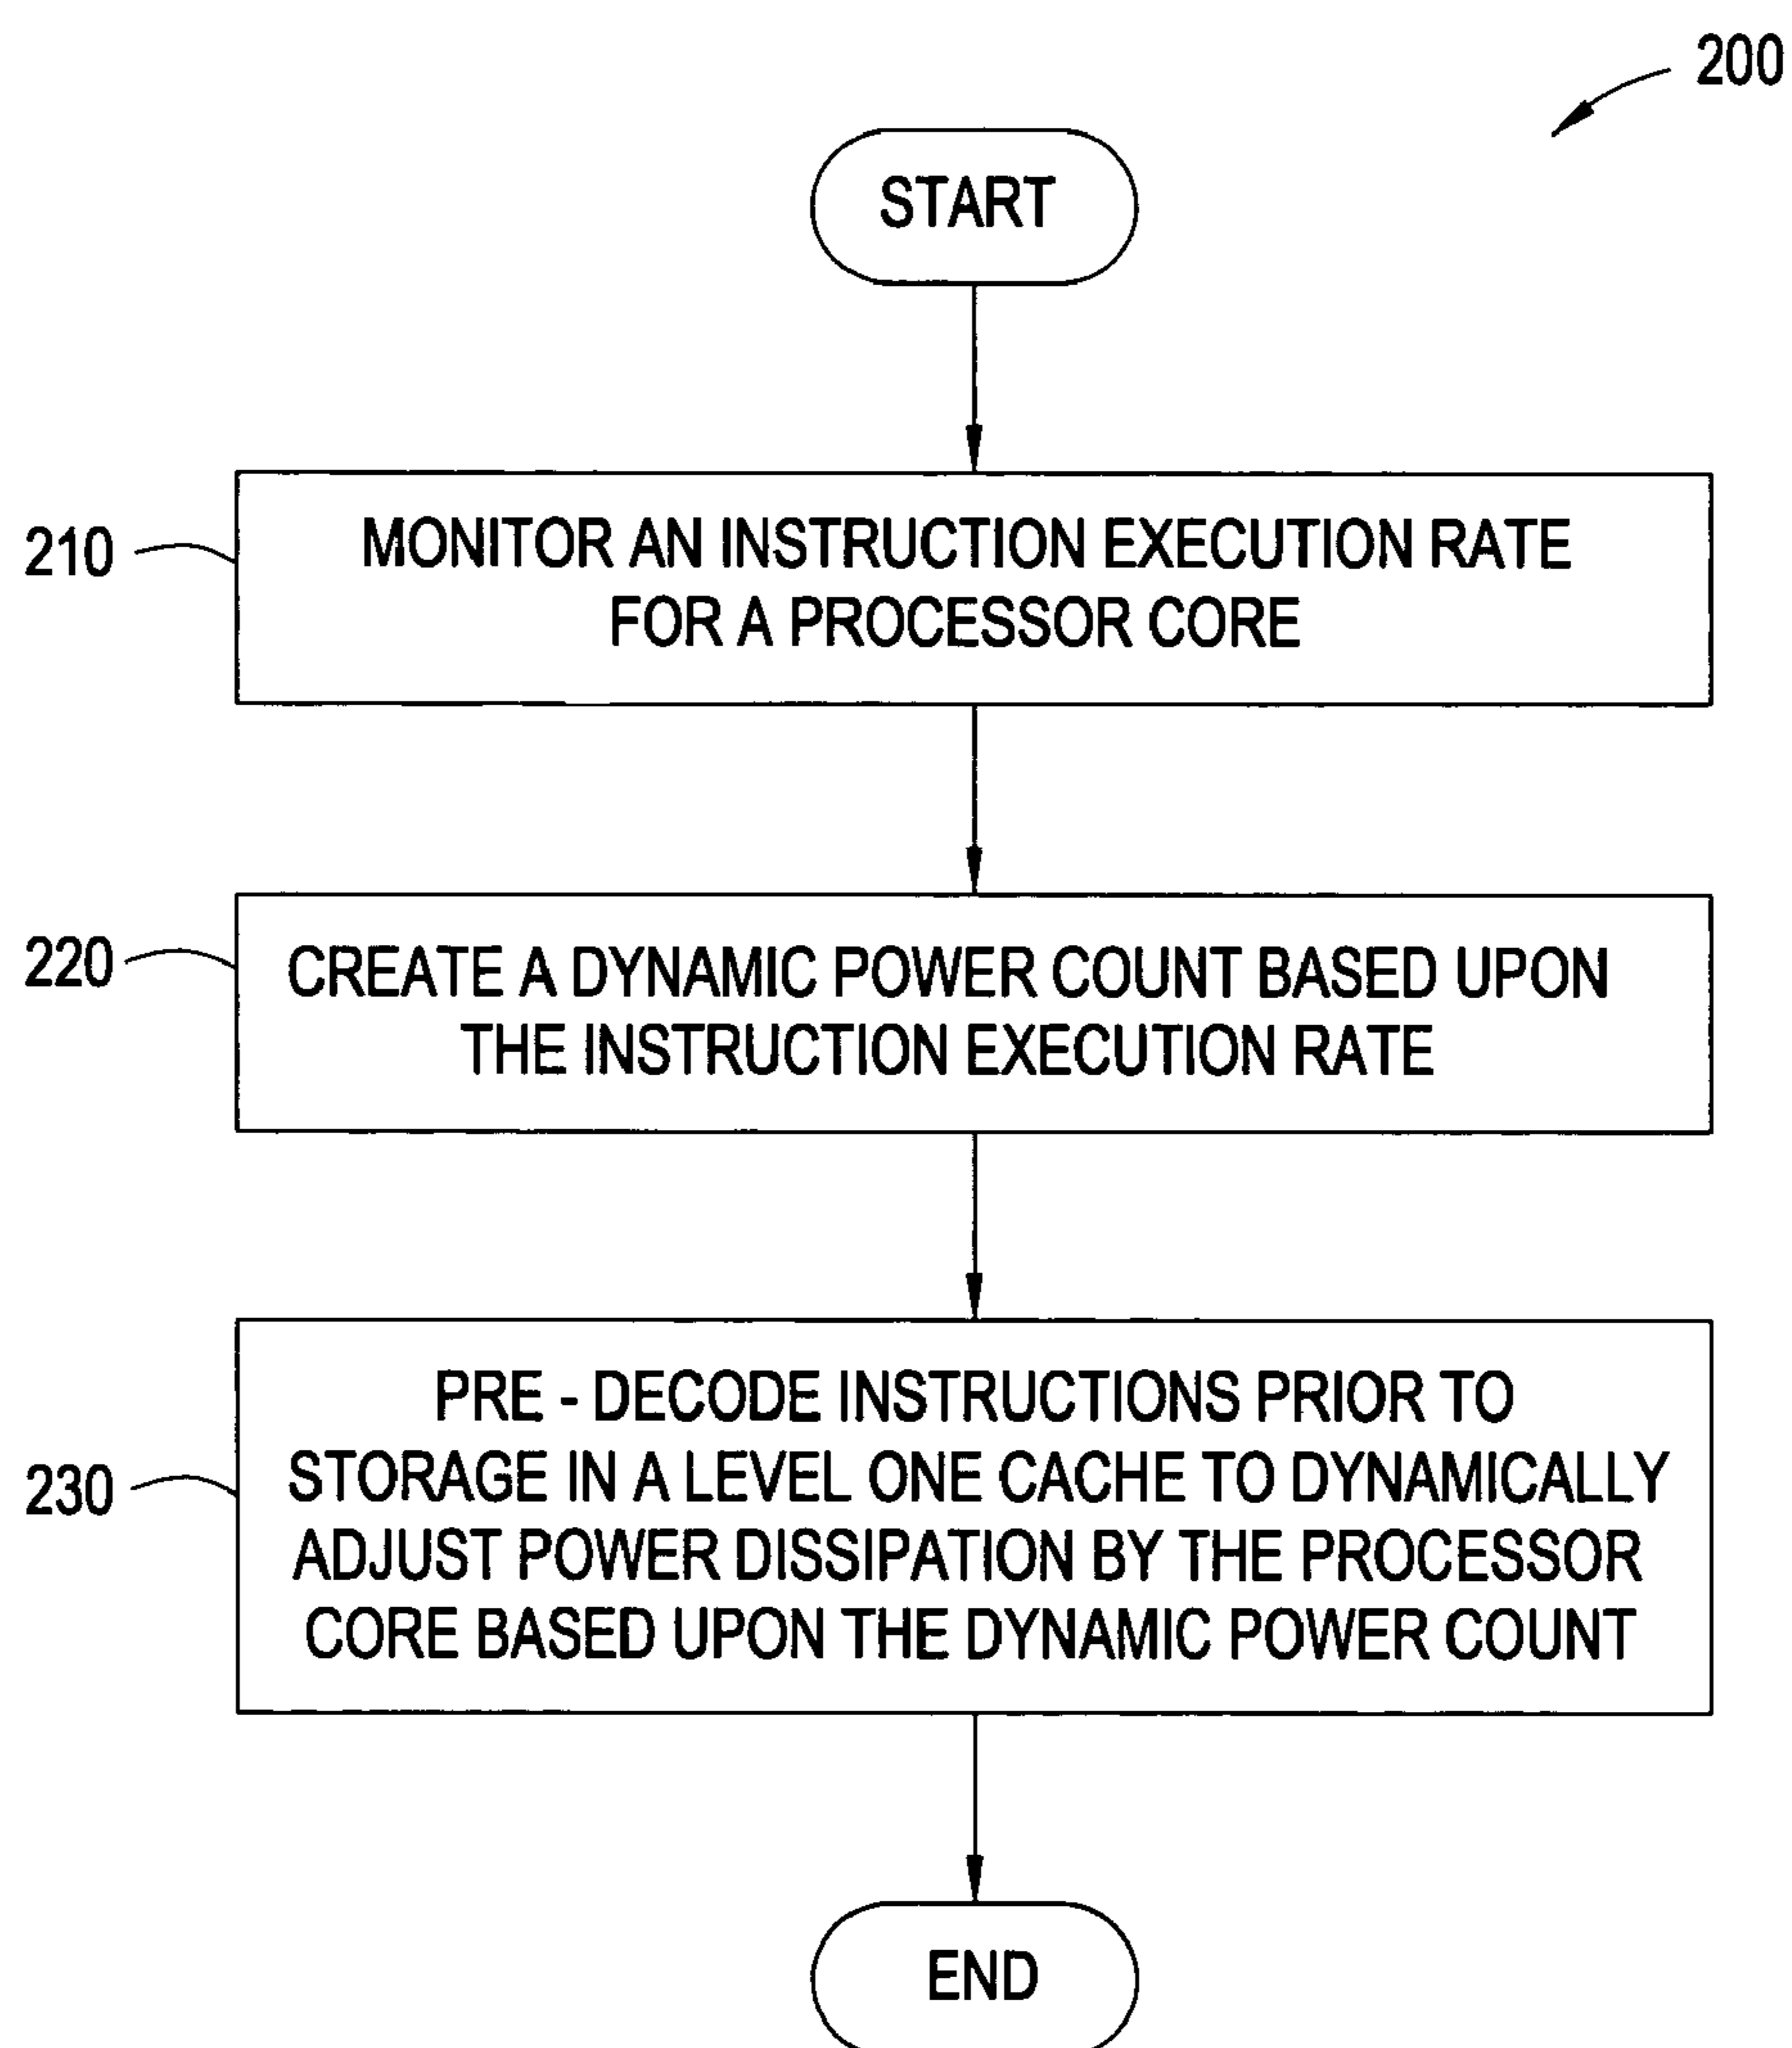 200
START
210
MONITOR AN INSTRUCTION EXECUTION RATE
FOR A PROCESSOR CORE
220
CREATE A DYNAMIC POWER COUNT BASED UPON
THE INSTRUCTION EXECUTION RATE
230
PRE - DECODE INSTRUCTIONS PRIOR TO
STORAGE IN A LEVEL ONE CACHE TO DYNAMICALLY
ADJUST POWER DISSIPATION BY THE PROCESSOR
CORE BASED UPON THE DYNAMIC POWER COUNT
END